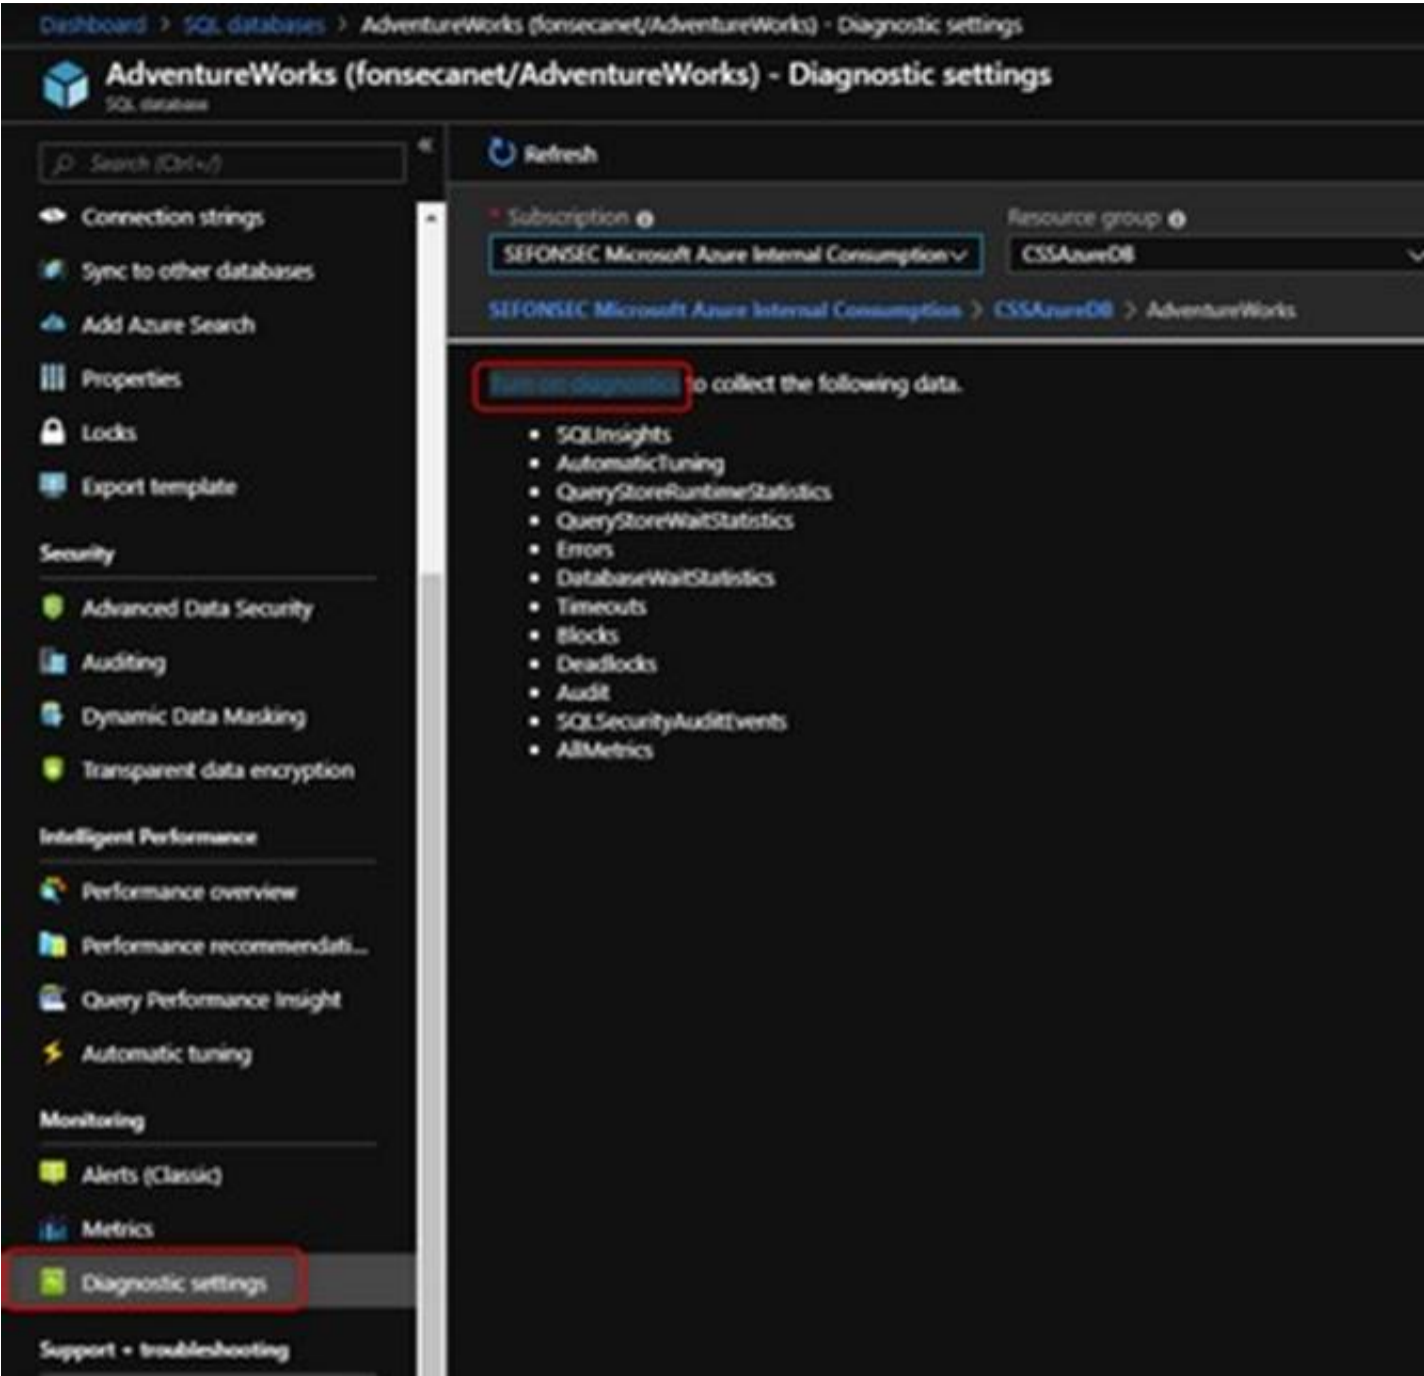 Dashboard > SQL databases > AdventureWorks (fonsecanet/AdventureWorks) - Diagnostic settings
AdventureWorks (fonsecanet/AdventureWorks) - Diagnostic settings
SQL database
Search (Ctrl+/)
Connection strings
Sync to other databases
Add Azure Search
Properties
Locks
Export template
Security
Advanced Data Security
Auditing
Dynamic Data Masking
Transparent data encryption
Intelligent Performance
Performance overview
Performance recommendati...
Query Performance Insight
Automatic tuning
Monitoring
Alerts (Classic)
Metrics
Diagnostic settings
Support + troubleshooting
Refresh
* Subscription
Resource group
SEFONSEC Microsoft Azure Internal Consumption
CSSAzureDB
SEFONSEC Microsoft Azure Internal Consumption > CSSAzureDB > AdventureWorks
Turn on diagnostics to collect the following data.
• SQLInsights
• AutomaticTuning
• QueryStoreRuntimeStatistics
• QueryStoreWaitStatistics
• Errors
• DatabaseWaitStatistics
• Timeouts
• Blocks
• Deadlocks
• Audit
• SQLSecurityAuditEvents
• AllMetrics